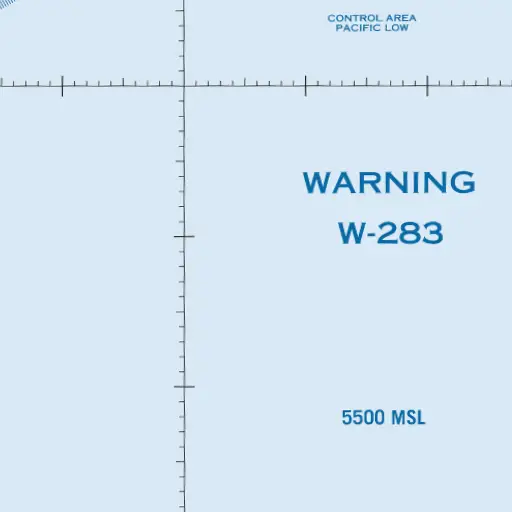 CONTROL AREA
PACIFIC LOW
WARNING
W-283
5500 MSL